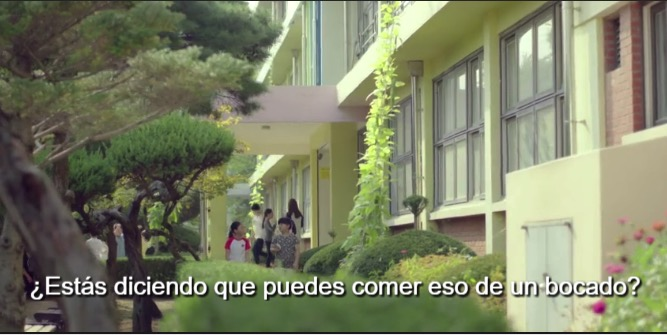 ¿Estás diciendo que puedes comer eso de un bocado?